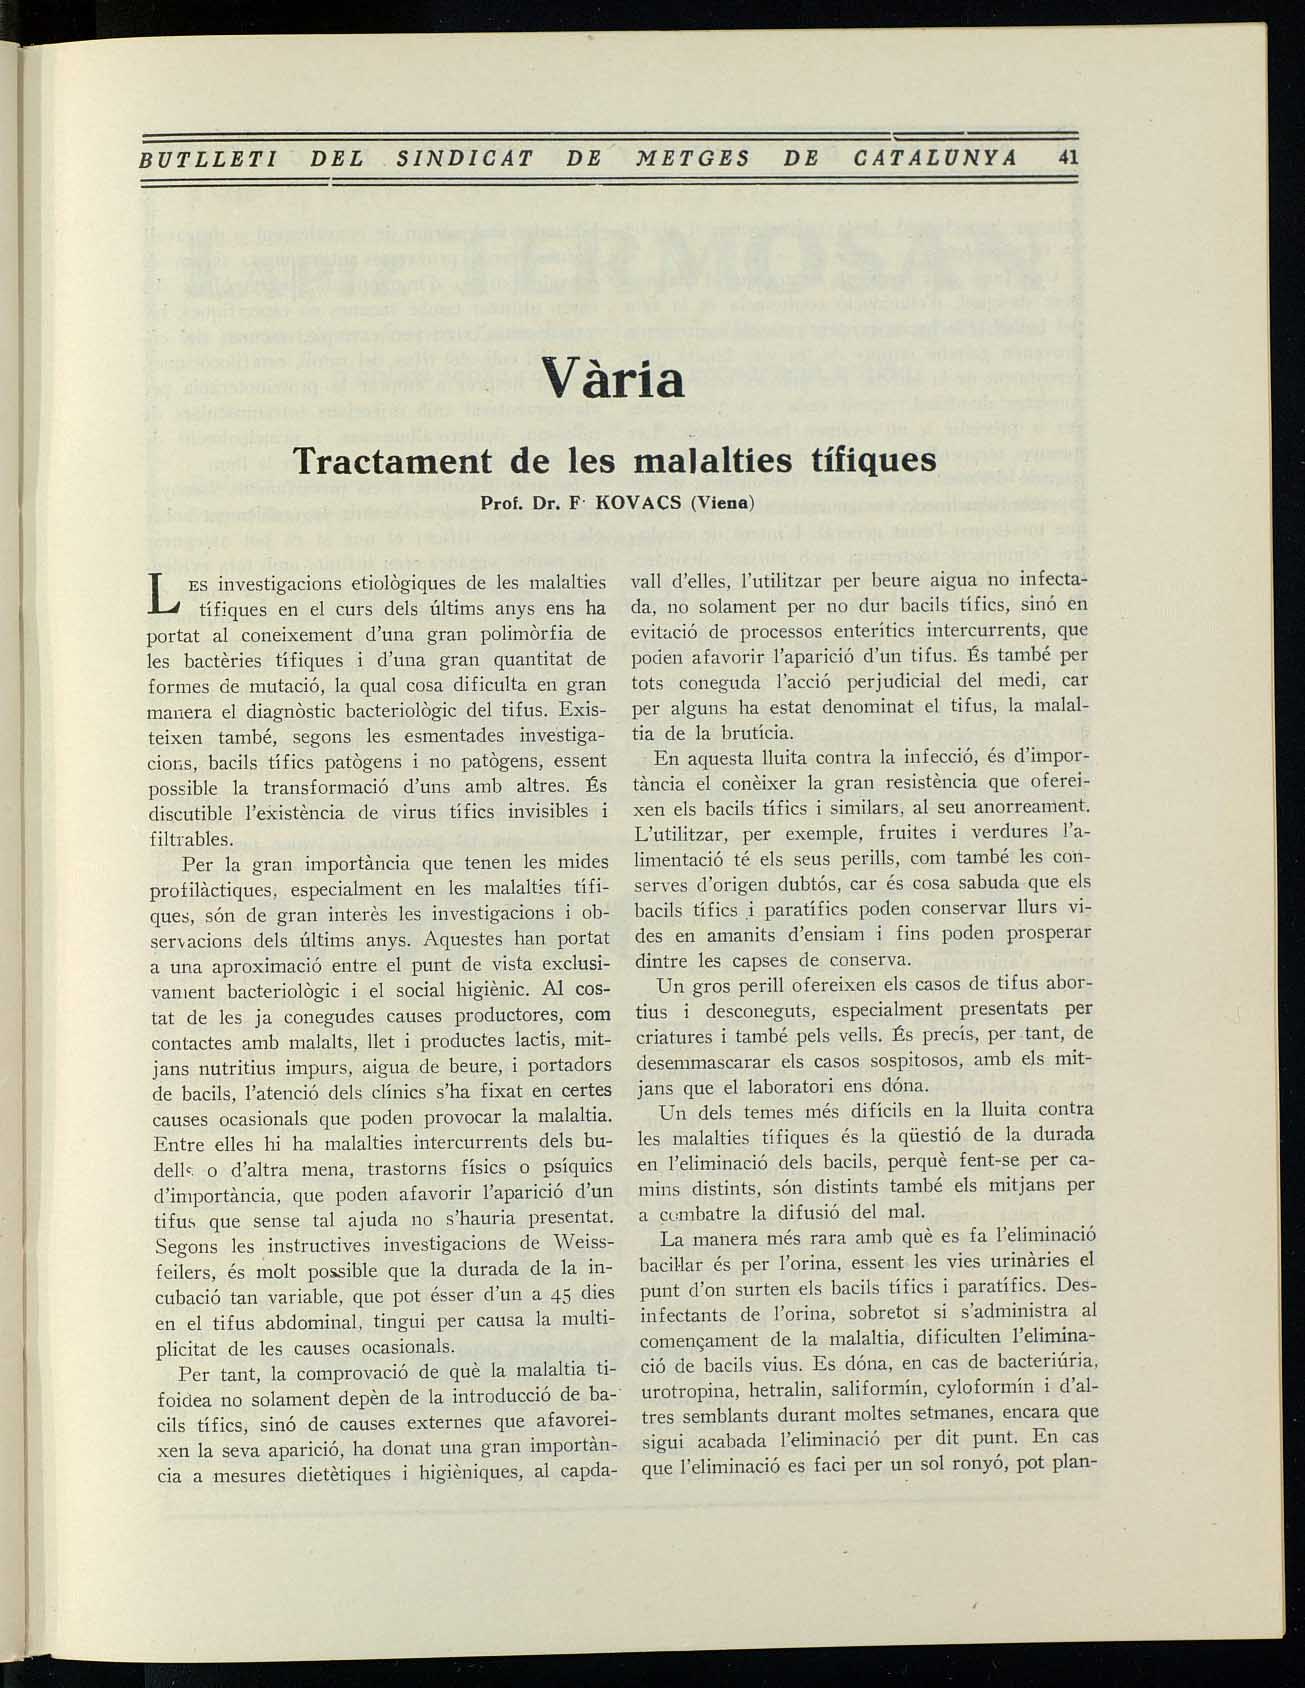 BUTLLETI DEL SINDICAT DE METGES DE CATALUNYA 41
Vària
Tractament de les malalties tífiques
Prof. Dr. F. KOVACS (Viena)
LES investigacions etiològiques de les malalties
tífiques en el curs dels últims anys ens ha
portat al coneixement d'una gran polimòrfia de
les bactèries tífiques i d'una gran quantitat de
formes de mutació, la qual cosa dificulta en gran
manera el diagnòstic bacteriològic del tifus. Exis-
teixen també, segons les esmentades investiga-
cions, bacils tífics patògens i no patògens, essent
possible la transformació d'uns amb altres. És
discutible l'existència de virus tífics invisibles i
filtrables.
Per la gran importància que tenen les mides
profilàctiques, especialment en les malalties tífi-
ques, són de gran interès les investigacions i ob-
servacions dels últims anys. Aquestes han portat
a una aproximació entre el punt de vista exclusi-
vament bacteriològic i el social higiènic. Al cos-
tat de les ja conegudes causes productores, com
contactes amb malalts, llet i productes lactis, mit-
jans nutritius impurs, aigua de beure, i portadors
de bacils, l'atenció dels clínics s'ha fixat en certes
causes ocasionals que poden provocar la malaltia.
Entre elles hi ha malalties intercurrents dels bu-
dells o d'altra mena, trastorns físics o psíquics
d'importància, que poden afavorir l'aparició d'un
tifus que sense tal ajuda no s'hauria presentat.
Segons les instructives investigacions de Weiss-
feilers, és molt possible que la durada de la in-
cubació tan variable, que pot ésser d'un a 45 dies
en el tifus abdominal, tingui per causa la multi-
plicitat de les causes ocasionals.
Per tant, la comprovació de què la malaltia ti-
foidea no solament depèn de la introducció de ba-
cils tífics, sinó de causes externes que afavorei-
xen la seva aparició, ha donat una gran importàn-
cia a mesures dietètiques i higièniques, al capda-
vall d'elles, l'utilitzar per beure aigua no infecta-
da, no solament per no dur bacils tífics, sinó en
evitació de processos enterítics intercurrents, que
poden afavorir l'aparició d'un tifus. És també per
tots coneguda l'acció perjudicial del medi, car
per alguns ha estat denominat el tifus, la malal-
tia de la brutícia.
En aquesta lluita contra la infecció, és d'impor-
tància el conèixer la gran resistència que oferei-
xen els bacils tífics i similars, al seu anorreament.
L'utilitzar, per exemple, fruites i verdures l'a-
limentació té els seus perills, com també les con-
serves d'origen dubtós, car és cosa sabuda que els
bacils tífics i paratífics poden conservar llurs vi-
des en amanits d'ensiam i fins poden prosperar
dintre les capses de conserva.
Un gros perill ofereixen els casos de tifus abor-
tius i desconeguts, especialment presentats per
criatures i també pels vells. És precís, per tant, de
desemmascarar els casos sospitosos, amb els mit-
jans que el laboratori ens dóna.
Un dels temes més difícils en la lluita contra
les malalties tífiques és la qüestió de la durada
en l'eliminació dels bacils, perquè fent-se per ca-
mins distints, són distints també els mitjans per
a combatre la difusió del mal.
La manera més rara amb què es fa l'eliminació
bacil·lar és per l'orina, essent les vies urinàries el
punt d'on surten els bacils tífics i paratífics. Des-
infectants de l'orina, sobretot si s'administra al
començament de la malaltia, dificulten l'elimina-
ció de bacils vius. Es dóna, en cas de bacteriúria,
urotropina, hetralin, saliformín, cyloformín i d'al-
tres semblants durant moltes setmanes, encara que
sigui acabada l'eliminació per dit punt. En cas
que l'eliminació es faci per un sol ronyó, pot plan-